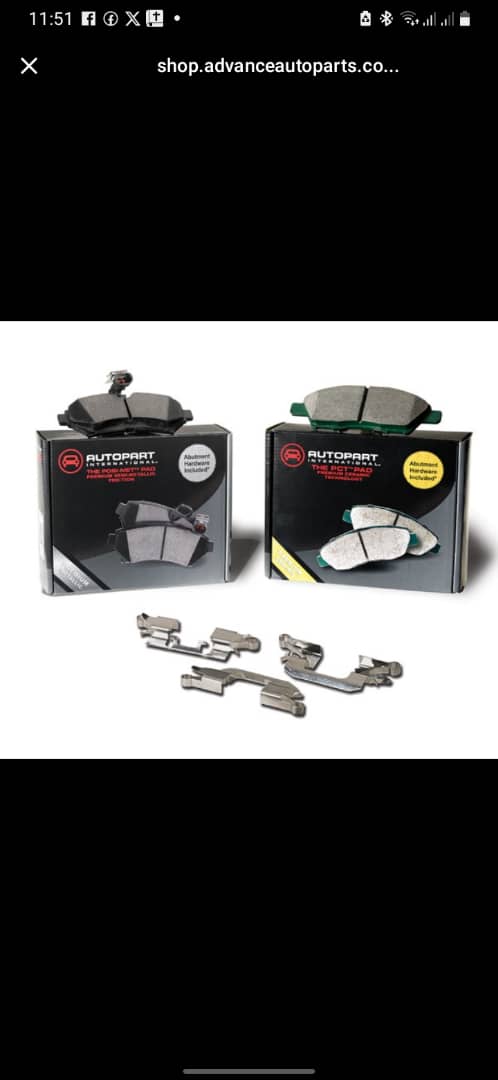 11:51
shop.advanceautoparts.co...
AUTOPART
INTERNATIONAL.
THE POSI-MET™ PAD
PREMIUM SEMI-METALLIC
FRICTION
Abutment
Hardware
Included*
AUTOPART
INTERNATIONAL.
THE PCT™ PAD
PREMIUM CERAMIC
TECHNOLOGY
Abutment
Hardware
Included*